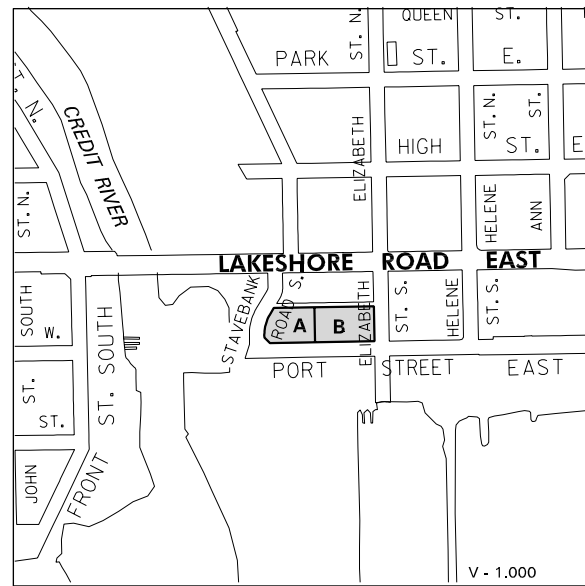 QUEEN ST.
PARK ST. E.
ST. N.
ST. N.
CREDIT RIVER
ST. N.
ST.
HIGH ST. E
ELIZABETH
HELENE
ANN
ST. N.
LAKESHORE ROAD EAST
STAVEBANK
ROAD S.
A B
ELIZABETH
ST. S.
HELENE
ST. S.
SOUTH
W.
ST. SOUTH
PORT STREET EAST
ST.
ST.
JOHN
FRONT
V - 1.000